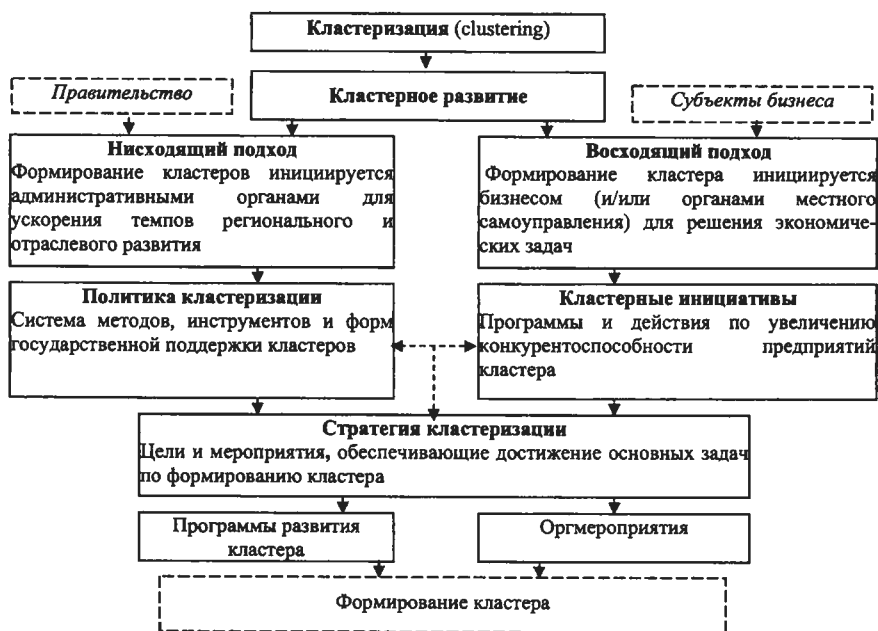 Кластеризация (clustering)
Правительство
Кластерное развитие
Субъекты бизнеса
Нисходящий подход
Формирование кластеров инициируется
административными органами для
ускорения темпов регионального и
отраслевого развития
Восходящий подход
Формирование кластера инициируется
бизнесом (и/или органами местного
самоуправления) для решения экономиче-
ских задач
Политика кластеризации
Система методов, инструментов и форм
государственной поддержки кластеров
Кластерные инициативы
Программы и действия по увеличению
конкурентоспособности предприятий
кластера
Стратегия кластеризации
Цели и мероприятия, обеспечивающие достижение основных задач
по формированию кластера
Программы развития
кластера
Оргмероприятия
Формирование кластера